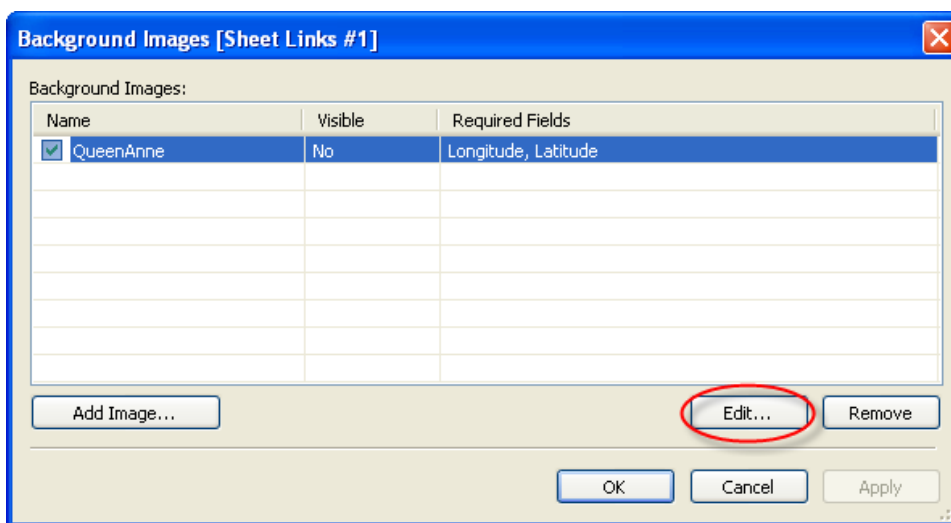 Background Images [Sheet Links #1]
Background Images:
Name Visible Required Fields
QueenAnne No Longitude, Latitude
Add Image... Edit... Remove
OK Cancel Apply